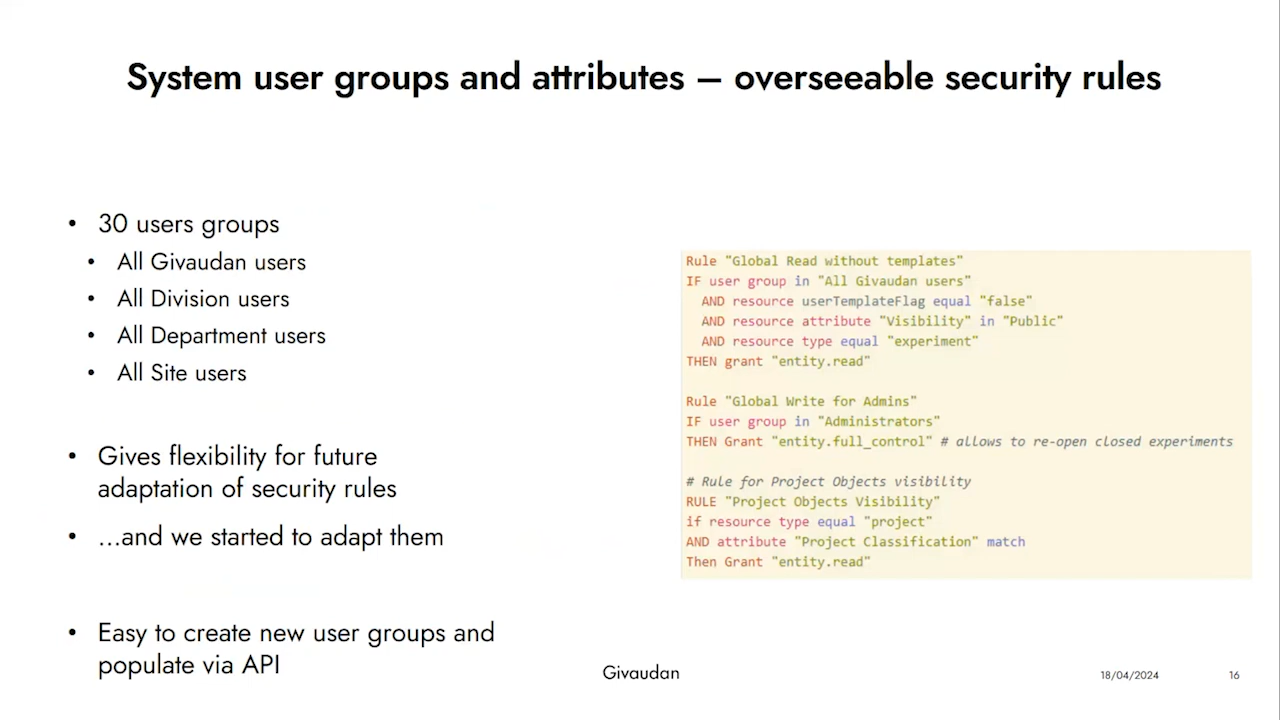 System user groups and attributes – overseeable security rules
• 30 users groups
• All Givaudan users
• All Division users
• All Department users
• All Site users
• Gives flexibility for future
adaptation of security rules
• ...and we started to adapt them
• Easy to create new user groups and
populate via API
Rule "Global Read without templates"
IF user group in "All Givaudan users"
AND resource userTemplateFlag equal "false"
AND resource attribute "Visibility" in "Public"
AND resource type equal "experiment"
THEN grant "entity.read"
Rule "Global Write for Admins"
IF user group in "Administrators"
THEN Grant "entity.full_control" # allows to re-open closed experiments
# Rule for Project Objects visibility
RULE "Project Objects Visibility"
if resource type equal "project"
AND attribute "Project Classification" match
Then Grant "entity.read"
Givaudan
18/04/2024
16